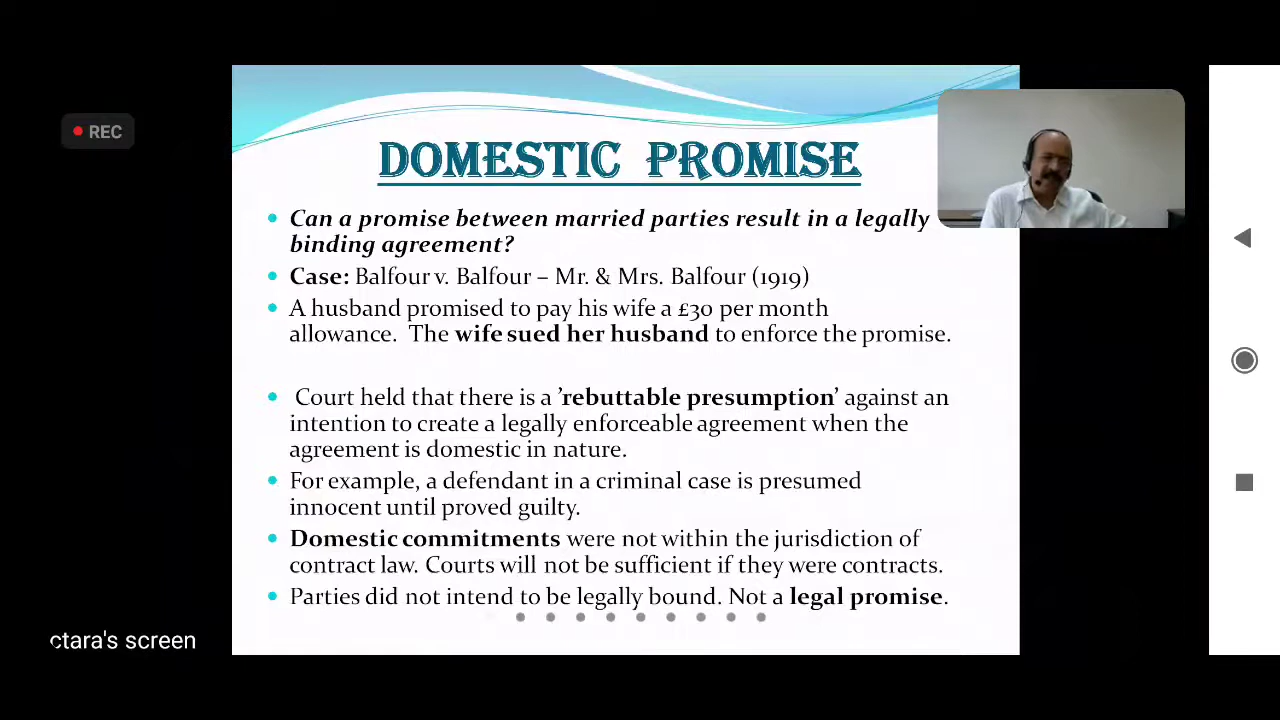 REC
DOMESTIC PROMISE
Can a promise between married parties result in a legally
binding agreement?
Case: Balfour v. Balfour – Mr. & Mrs. Balfour (1919)
A husband promised to pay his wife a £30 per month
allowance. The wife sued her husband to enforce the promise.
Court held that there is a 'rebuttable presumption' against an
intention to create a legally enforceable agreement when the
agreement is domestic in nature.
For example, a defendant in a criminal case is presumed
innocent until proved guilty.
Domestic commitments were not within the jurisdiction of
contract law. Courts will not be sufficient if they were contracts.
Parties did not intend to be legally bound. Not a legal promise.
ctara's screen